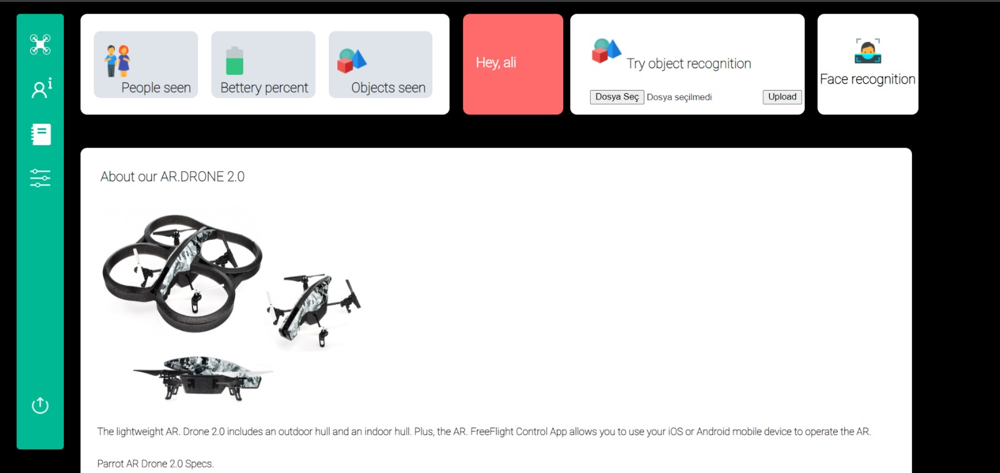 People seen
Bettery percent
Objects seen
Hey, ali
Try object recognition
Dosya Seç Dosya seçilmedi
Upload
Face recognition
About our AR.DRONE 2.0
The lightweight AR. Drone 2.0 includes an outdoor hull and an indoor hull. Plus, the AR. FreeFlight Control App allows you to use your iOS or Android mobile device to operate the AR.
Parrot AR Drone 2.0 Specs.